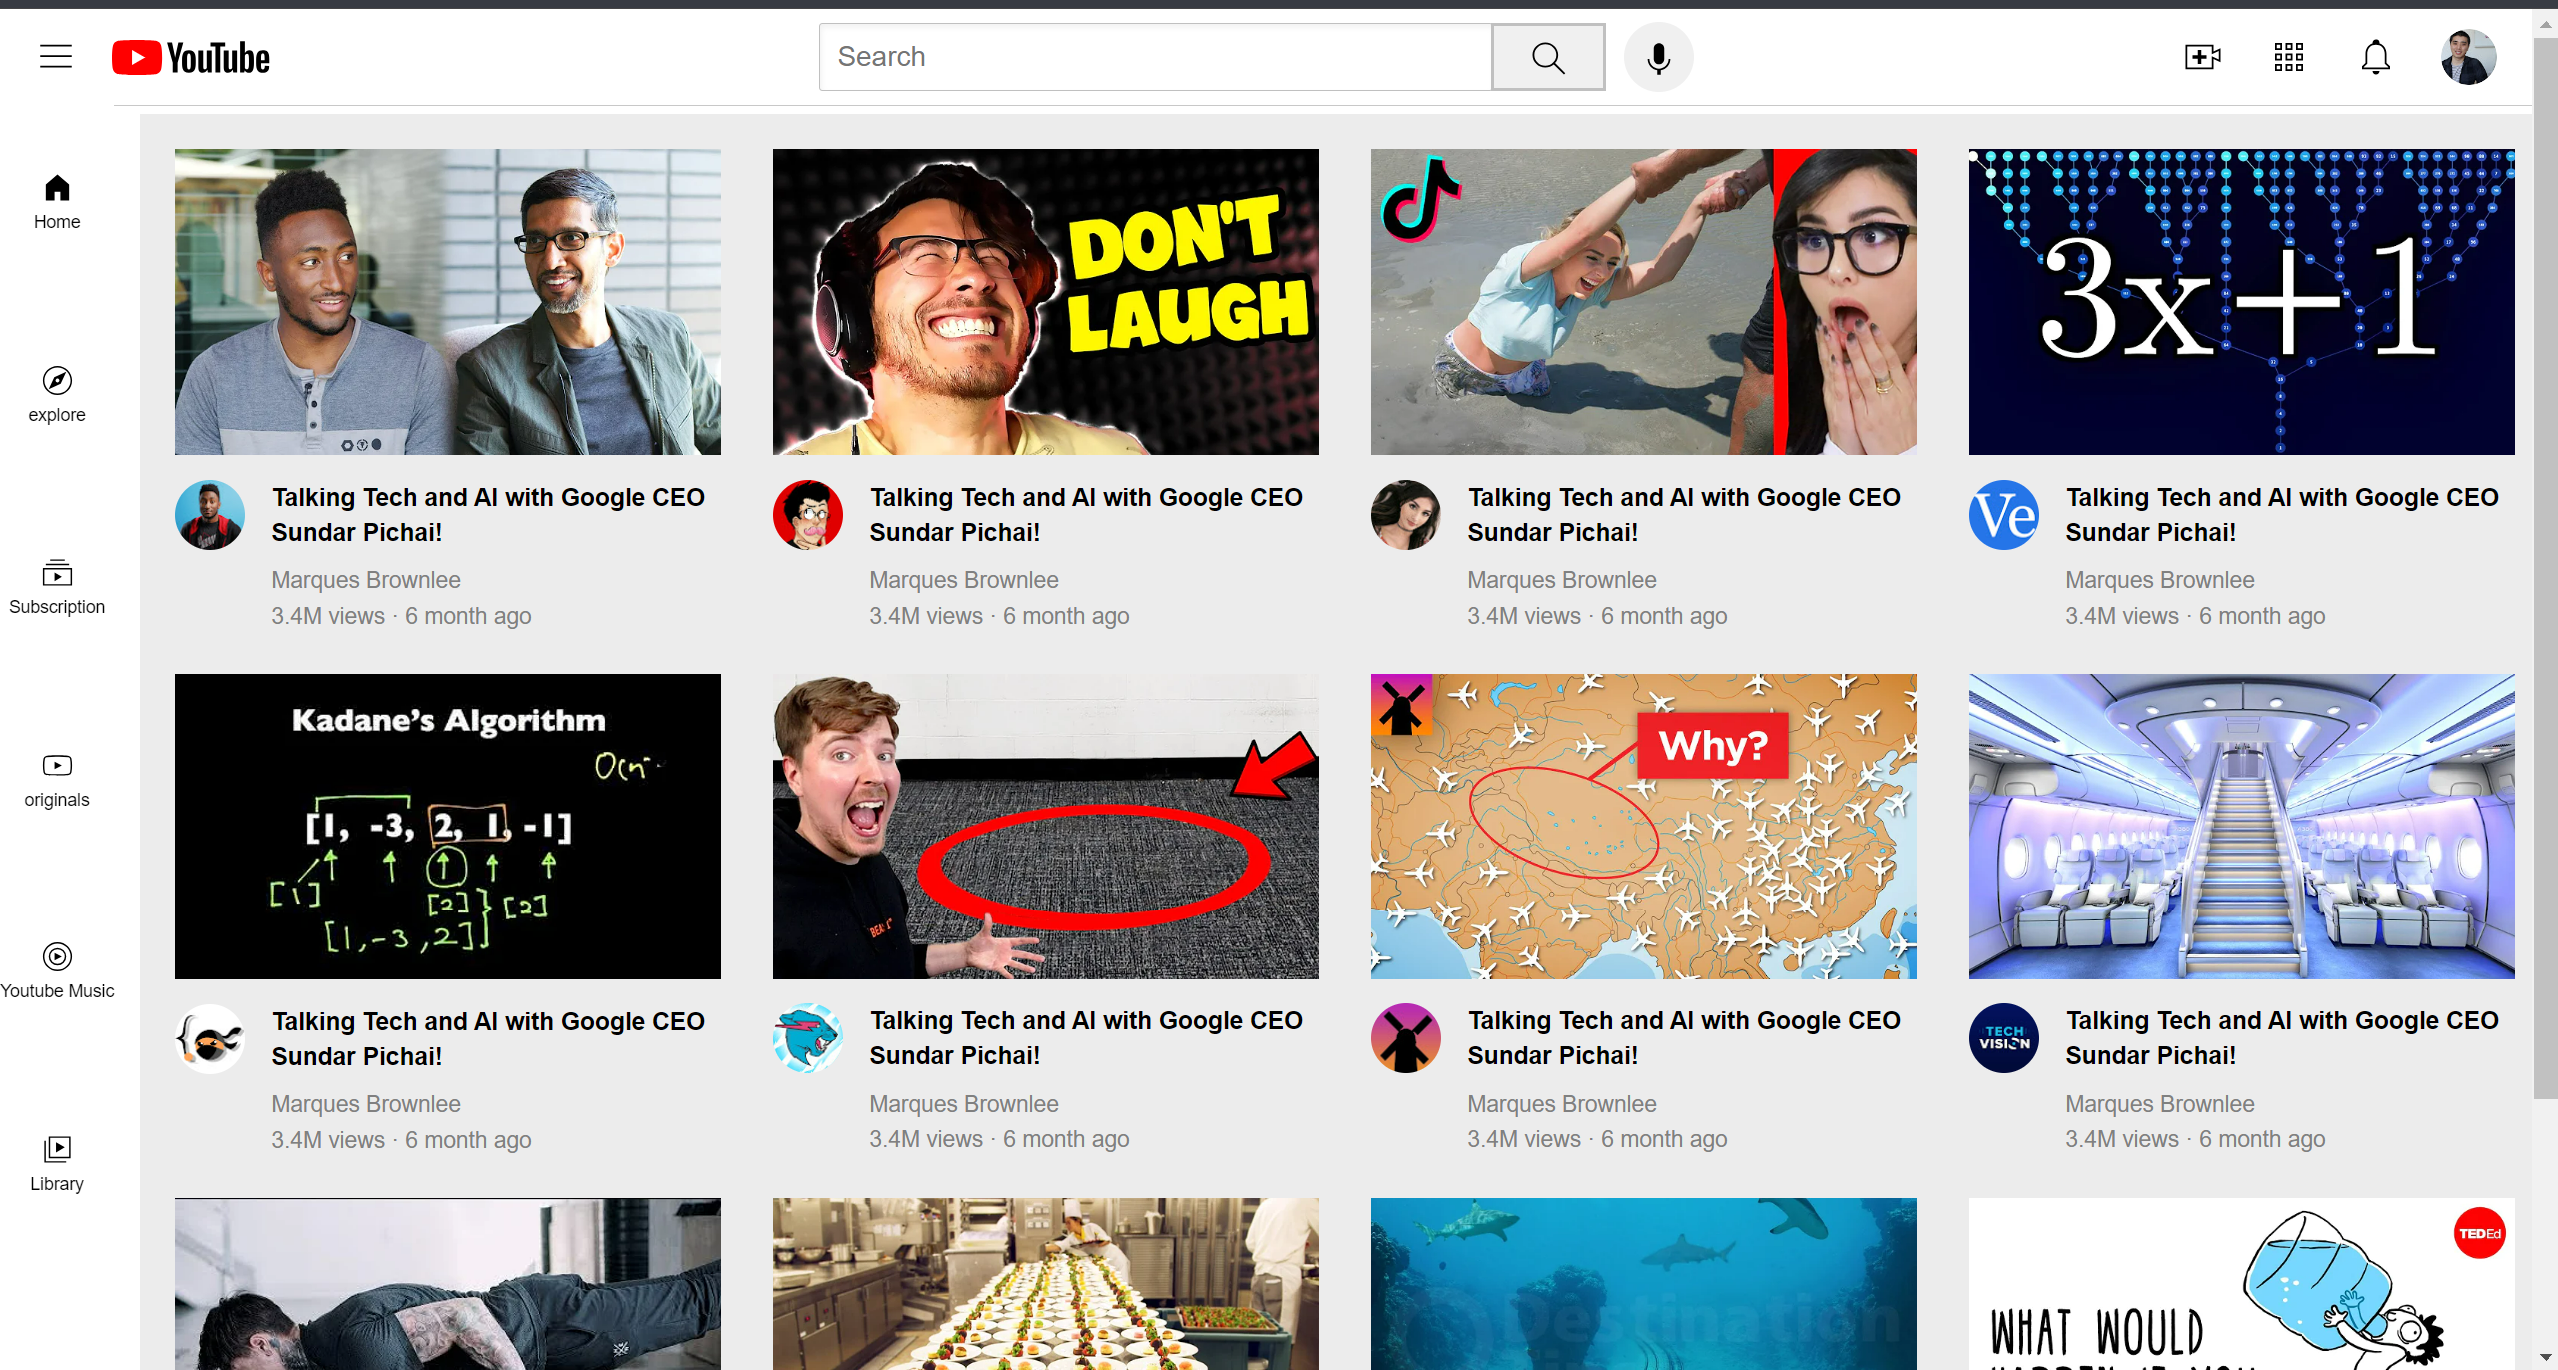 YouTube
Search
Home
explore
Subscription
originals
Youtube Music
Library
DON'T
LAUGH
3x+1
Talking Tech and AI with Google CEO
Sundar Pichai!
Marques Brownlee
3.4M views · 6 month ago
Talking Tech and AI with Google CEO
Sundar Pichai!
Marques Brownlee
3.4M views · 6 month ago
Talking Tech and AI with Google CEO
Sundar Pichai!
Marques Brownlee
3.4M views · 6 month ago
Ve
Talking Tech and AI with Google CEO
Sundar Pichai!
Marques Brownlee
3.4M views · 6 month ago
Kadane's Algorithm
[1, -3, 2, 1, -1]
[1]
[2]
[2]
[1,-3,2]
Why?
Talking Tech and AI with Google CEO
Sundar Pichai!
Marques Brownlee
3.4M views · 6 month ago
Talking Tech and AI with Google CEO
Sundar Pichai!
Marques Brownlee
3.4M views · 6 month ago
Talking Tech and AI with Google CEO
Sundar Pichai!
Marques Brownlee
3.4M views · 6 month ago
TECH
VISION
Talking Tech and AI with Google CEO
Sundar Pichai!
Marques Brownlee
3.4M views · 6 month ago
Destination
TEDEd
WHAT WOULD